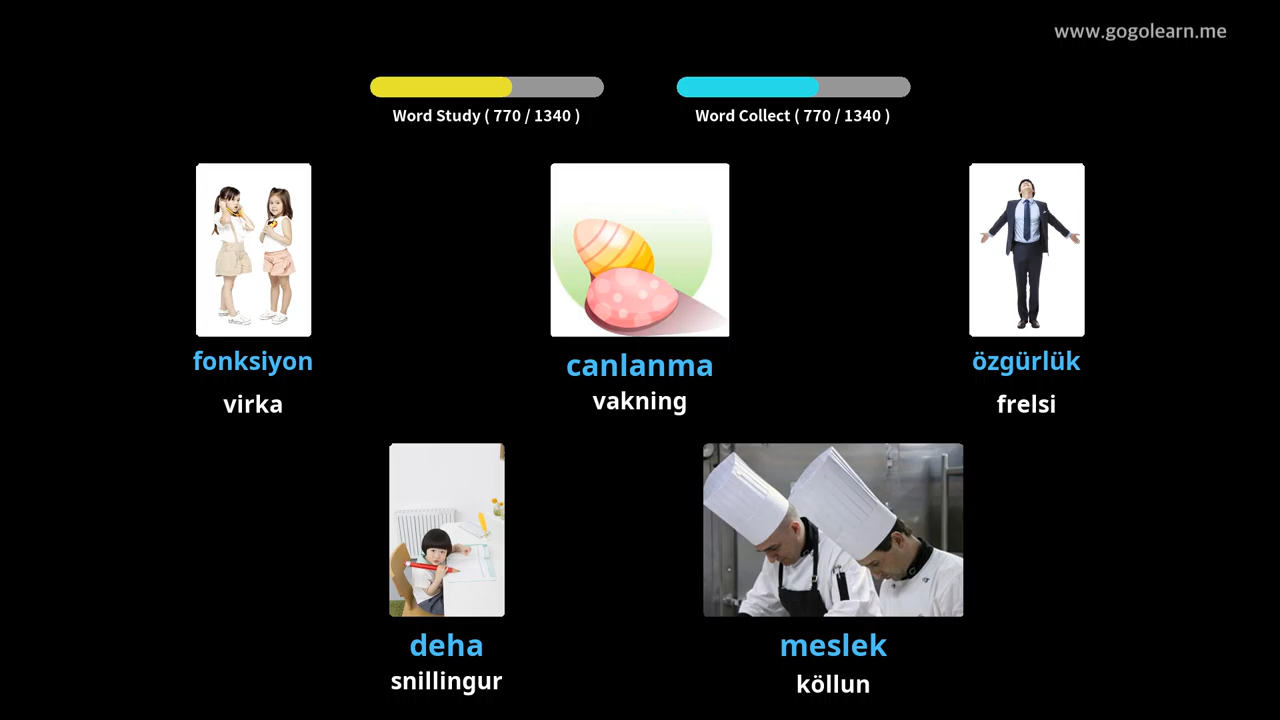 www.gogolearn.me
Word Study ( 770 / 1340 )
Word Collect ( 770 / 1340 )
fonksiyon
virka
canlanma
vakning
özgürlük
frelsi
deha
snillingur
meslek
köllun